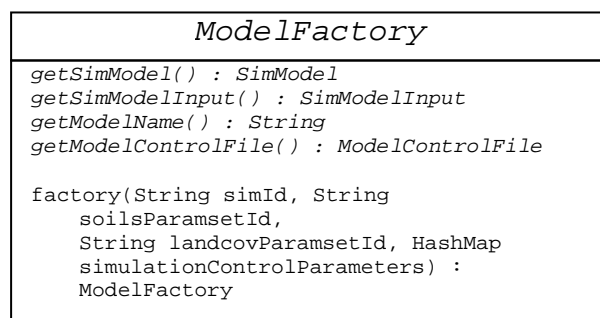 ModelFactory
getSimModel() : SimModel
getSimModelInput() : SimModelInput
getModelName() : String
getModelControlFile() : ModelControlFile
factory(String simId, String
soilsParamsetId,
String landcovParamsetId, HashMap
simulationControlParameters) :
ModelFactory